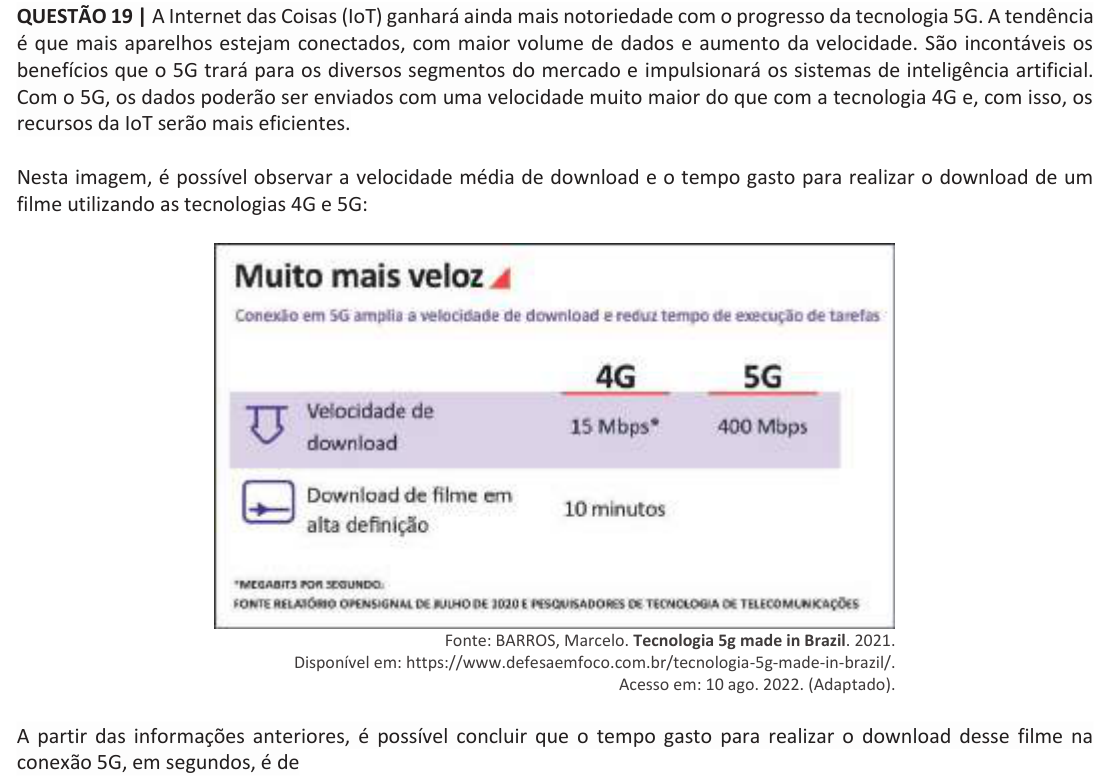 QUESTÃO 19 | A Internet das Coisas (IoT) ganhará ainda mais notoriedade com o progresso da tecnologia 5G. A tendência
é que mais aparelhos estejam conectados, com maior volume de dados e aumento da velocidade. São incontáveis os
benefícios que o 5G trará para os diversos segmentos do mercado e impulsionará os sistemas de inteligência artificial.
Com o 5G, os dados poderão ser enviados com uma velocidade muito maior do que com a tecnologia 4G e, com isso, os
recursos da IoT serão mais eficientes.
Nesta imagem, é possível observar a velocidade média de download e o tempo gasto para realizar o download de um
filme utilizando as tecnologias 4G e 5G:
Muito mais veloz
Conexão em 5G amplia a velocidade de download e reduz tempo de execução de tarefas
4G 5G
Velocidade de
download
15 Mbps* 400 Mbps
Download de filme em
alta definição
10 minutos
*MEGABITS POR SEGUNDO.
FONTE RELATÓRIO OPENSIGNAL DE JULHO DE 2020 E PESQUISADORES DE TECNOLOGIA DE TELECOMUNICAÇÕES
Fonte: BARROS, Marcelo. Tecnologia 5g made in Brazil. 2021.
Disponível em: https://www.defesaemfoco.com.br/tecnologia-5g-made-in-brazil/.
Acesso em: 10 ago. 2022. (Adaptado).
A partir das informações anteriores, é possível concluir que o tempo gasto para realizar o download desse filme na
conexão 5G, em segundos, é de